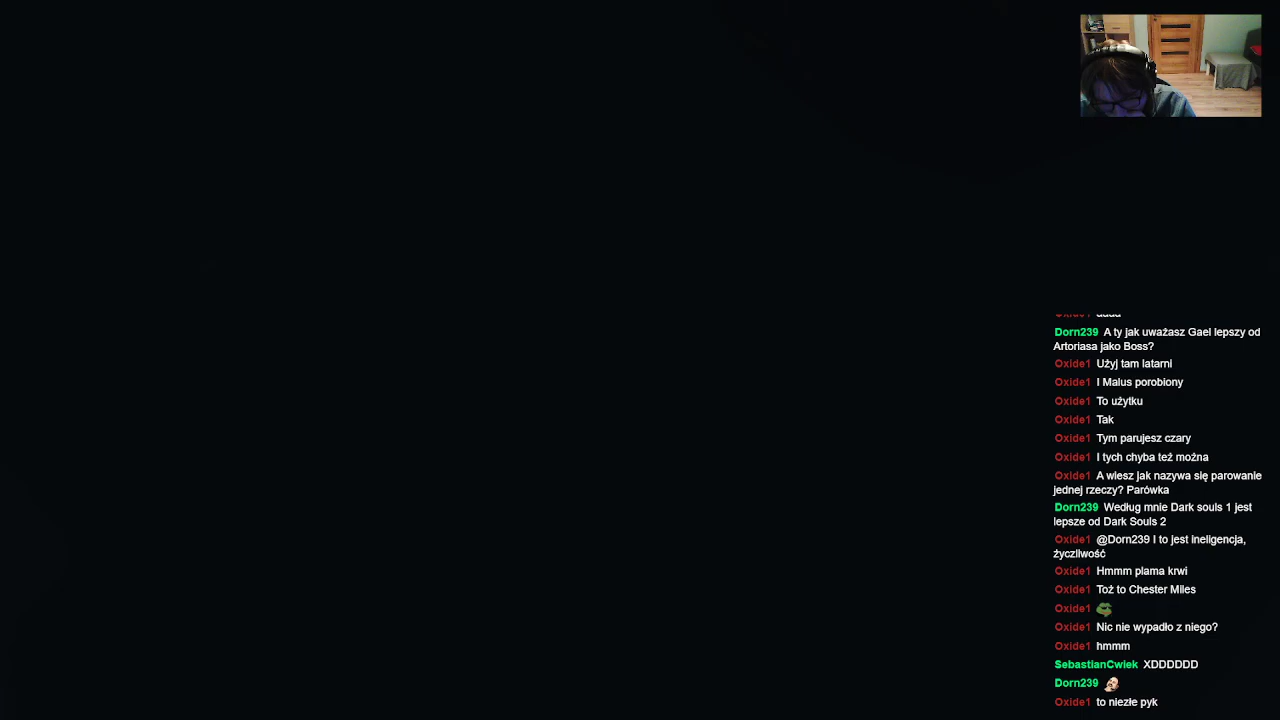 Dorn239 A ty jak uważasz Gael lepszy od
Artoriasa jako Boss?
Oxide1 Użyj tam latarni
Oxide1 I Malus porobiony
Oxide1 To użytku
Oxide1 Tak
Oxide1 Tym parujesz czary
Oxide1 I tych chyba też można
Oxide1 A wiesz jak nazywa się parowanie
jednej rzeczy? Parówka
Dorn239 Według mnie Dark souls 1 jest
lepsze od Dark Souls 2
Oxide1 @Dorn239 I to jest ineligencja,
życzliwość
Oxide1 Hmmm plama krwi
Oxide1 Toż to Chester Miles
Oxide1
Oxide1 Nic nie wypadło z niego?
Oxide1 hmmm
SebastianCwiek XDDDDDD
Dorn239
Oxide1 to niezłe pyk